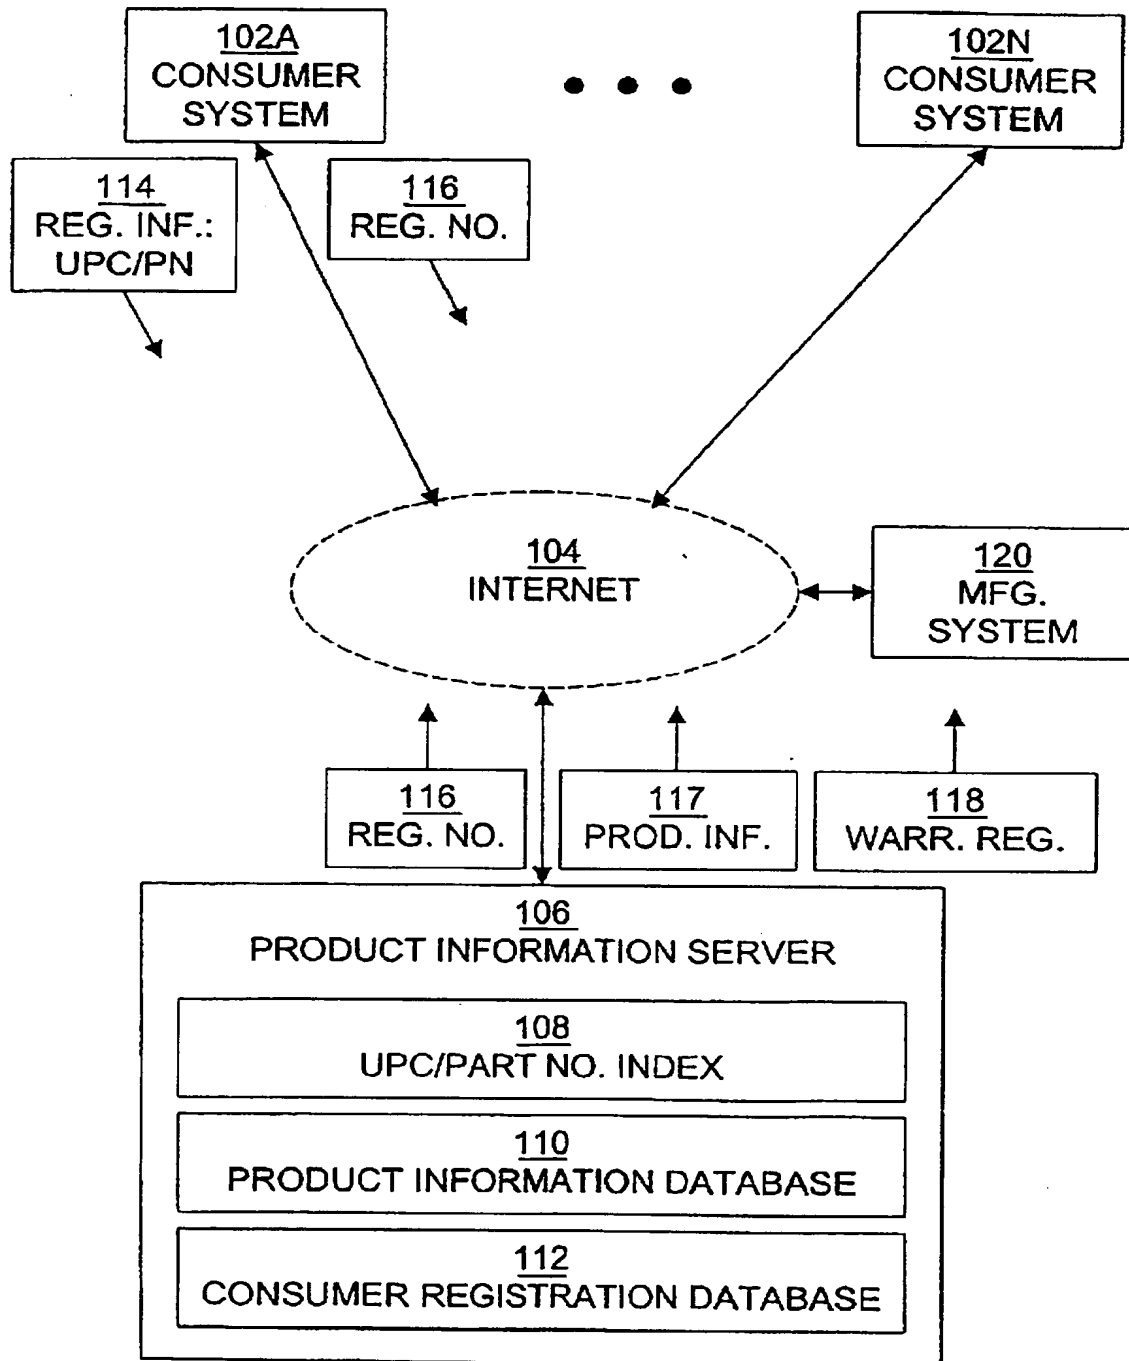 102A
CONSUMER
SYSTEM
102N
CONSUMER
SYSTEM
114
REG. INF.:
UPC/PN
116
REG. NO.
104
INTERNET
120
MFG.
SYSTEM
116
REG. NO.
117
PROD. INF.
118
WARR. REG.
106
PRODUCT INFORMATION SERVER
108
UPC/PART NO. INDEX
110
PRODUCT INFORMATION DATABASE
112
CONSUMER REGISTRATION DATABASE